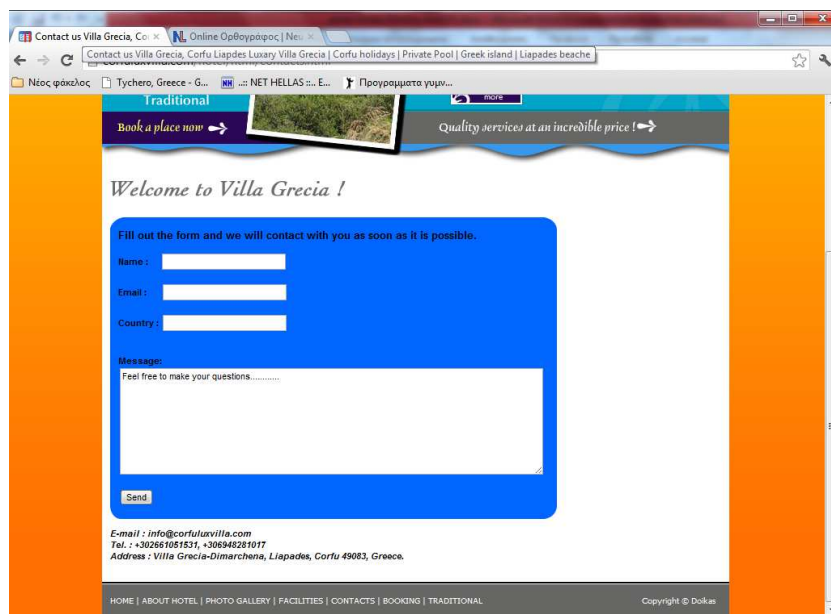 Contact us Villa Grecia, Co
NL Online Ορθογράφος | Neu
Contact us Villa Grecia, Corfu Liapdes Luxary Villa Grecia | Corfu holidays | Private Pool | Greek island | Liapades beache
Νέος φάκελος
Tychero, Greece - G...
NH ..:: NET HELLAS ::.. E...
Προγραμματα γυμν...
Traditional
more
Book a place now
Quality services at an incredible price !
Welcome to Villa Grecia !
Fill out the form and we will contact with you as soon as it is possible.
Name :
Email :
Country :
Message:
Feel free to make your questions............
Send
E-mail : info@corfuluxvilla.com
Tel. : +302661051531, +306948281017
Address : Villa Grecia-Dimarchena, Liapades, Corfu 49083, Greece.
HOME | ABOUT HOTEL | PHOTO GALLERY | FACILITIES | CONTACTS | BOOKING | TRADITIONAL
Copyright © Doikas